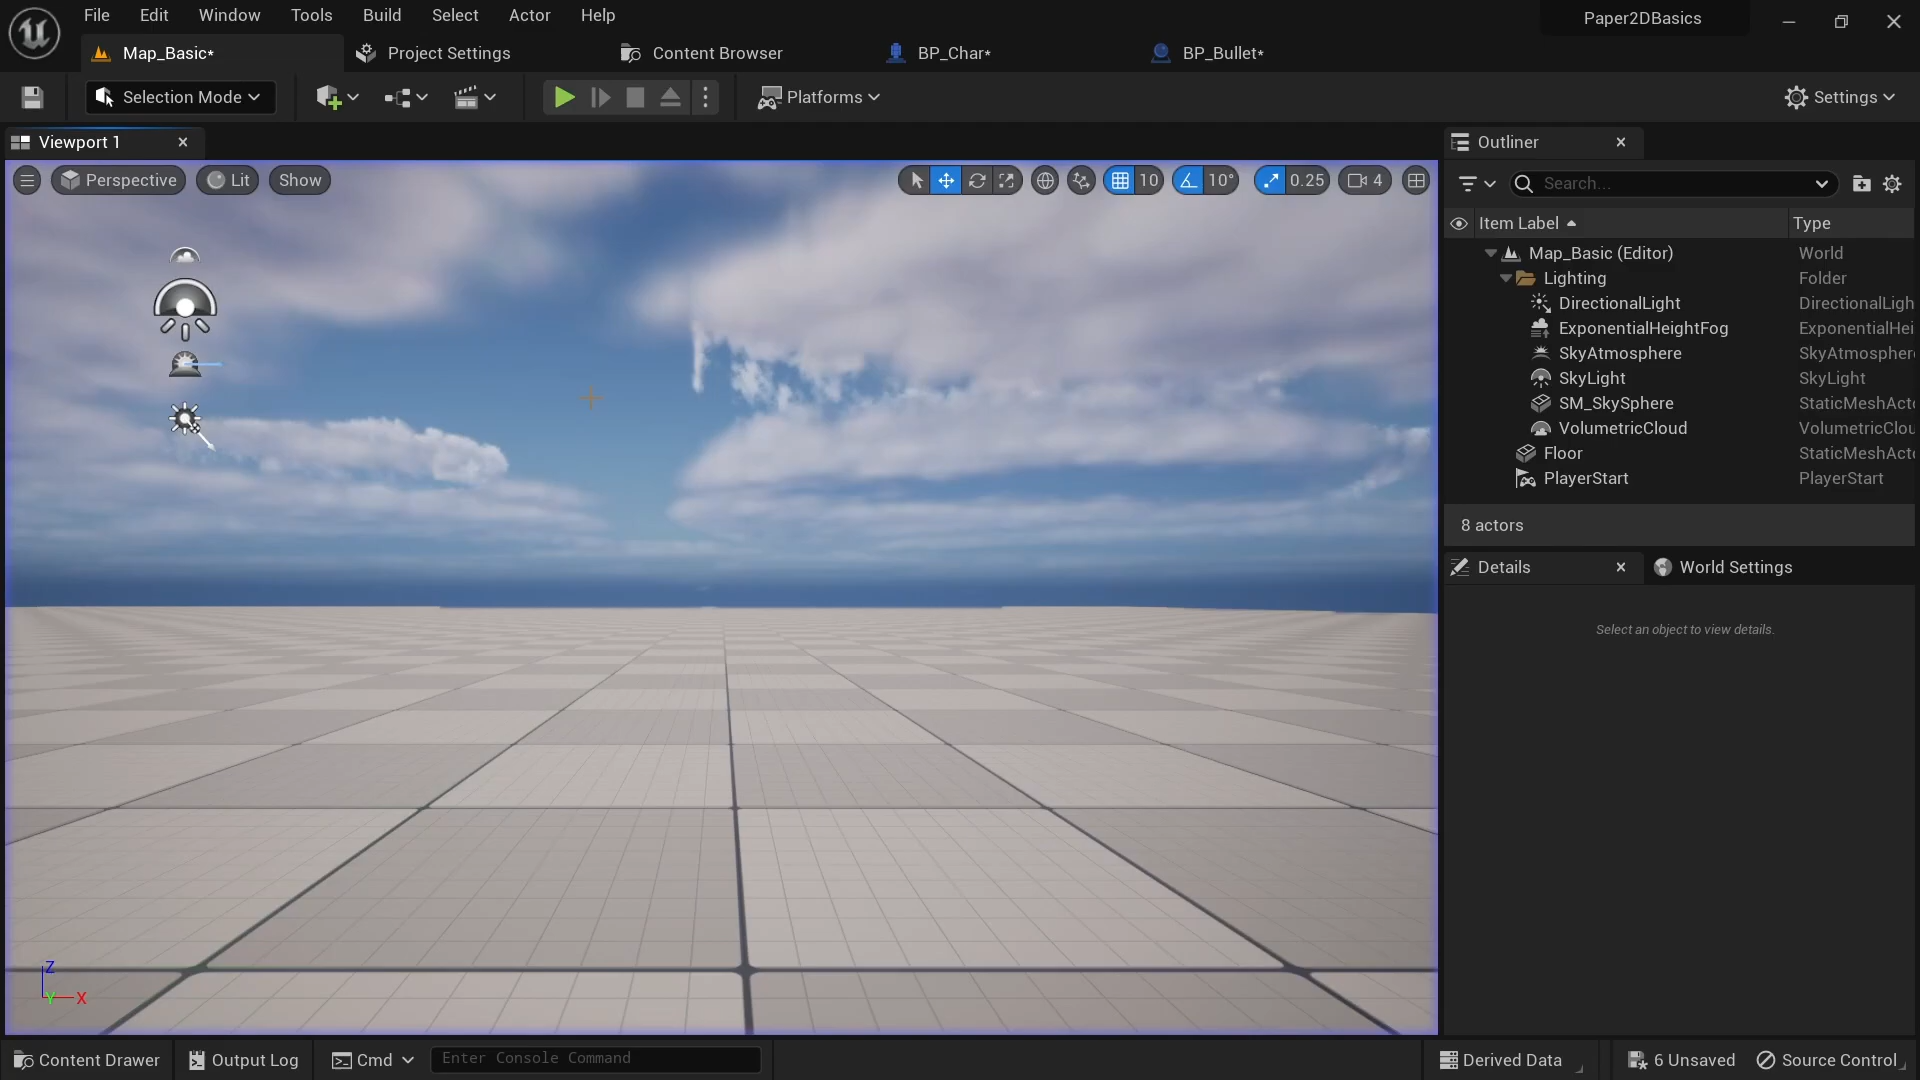 File Edit Window Tools Build Select Actor Help
Paper2DBasics
Map_Basic* Project Settings Content Browser BP_Char* BP_Bullet*
Selection Mode Platforms Settings
Viewport 1
Perspective Lit Show 10 10° 0.25 4
Outliner
Search...
Item Label Type
Map_Basic (Editor) World
Lighting Folder
DirectionalLight DirectionalLigh
ExponentialHeightFog ExponentialHei
SkyAtmosphere SkyAtmospher
SkyLight SkyLight
SM_SkySphere StaticMeshAct
VolumetricCloud VolumetricClou
Floor StaticMeshAct
PlayerStart PlayerStart
8 actors
Details World Settings
Select an object to view details.
Z
Y X
Content Drawer Output Log Cmd Enter Console Command Derived Data 6 Unsaved Source Control